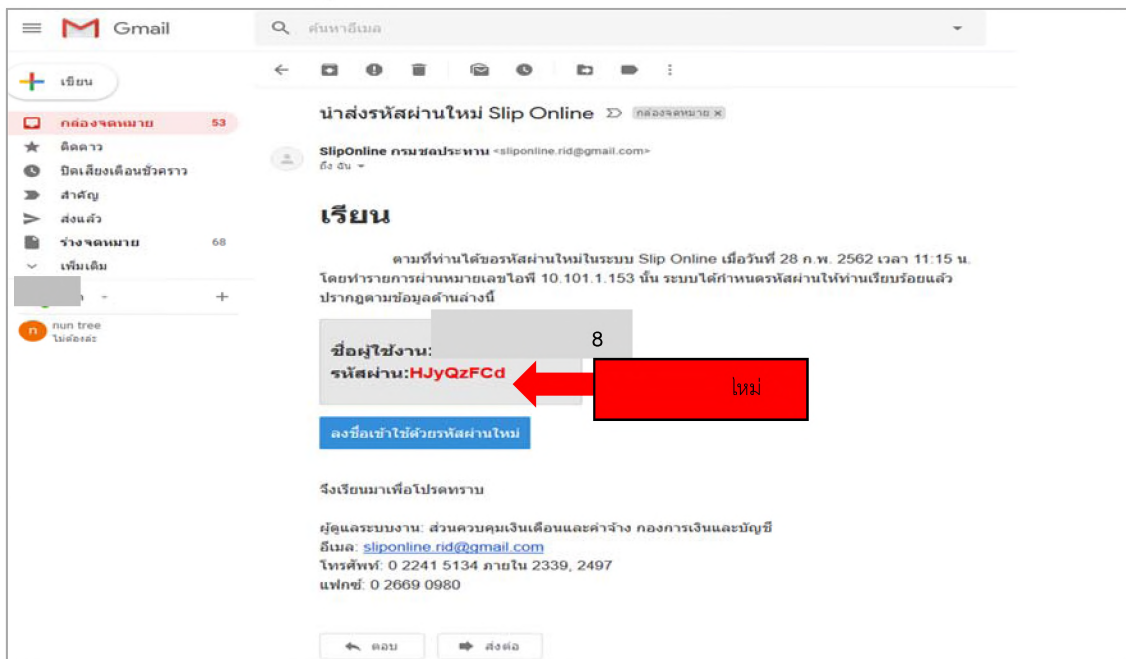 Gmail
ค้นหาอีเมล
เขียน
กล่องจดหมาย 53
ติดดาว
ปิดเสียงเตือนชั่วคราว
สำคัญ
ส่งแล้ว
ร่างจดหมาย 68
เพิ่มเติม
n
nun tree
นำส่งรหัสผ่านใหม่ Slip Online กล่องจดหมาย ×
SlipOnline กรมชลประทาน <sliponline.rid@gmail.com>
ถึง ฉัน
เรียน
ตามที่ท่านได้ขอรหัสผ่านใหม่ในระบบ Slip Online เมื่อวันที่ 28 ก.พ. 2562 เวลา 11:15 น.
โดยทำรายการผ่านหมายเลขไอพี 10.101.1.153 นั้น ระบบได้กำหนดรหัสผ่านให้ท่านเรียบร้อยแล้ว
ปรากฏตามข้อมูลด้านล่างนี้
8
ชื่อผู้ใช้งาน:
รหัสผ่าน:HJyQzFCd
ใหม่
ลงชื่อเข้าใช้ด้วยรหัสผ่านใหม่
จึงเรียนมาเพื่อโปรดทราบ
ผู้ดูแลระบบงาน: ส่วนควบคุมเงินเดือนและค่าจ้าง กองการเงินและบัญชี
อีเมล: sliponline.rid@gmail.com
โทรศัพท์: 0 2241 5134 ภายใน 2339, 2497
แฟกซ์: 0 2669 0980
ตอบ
ส่งต่อ